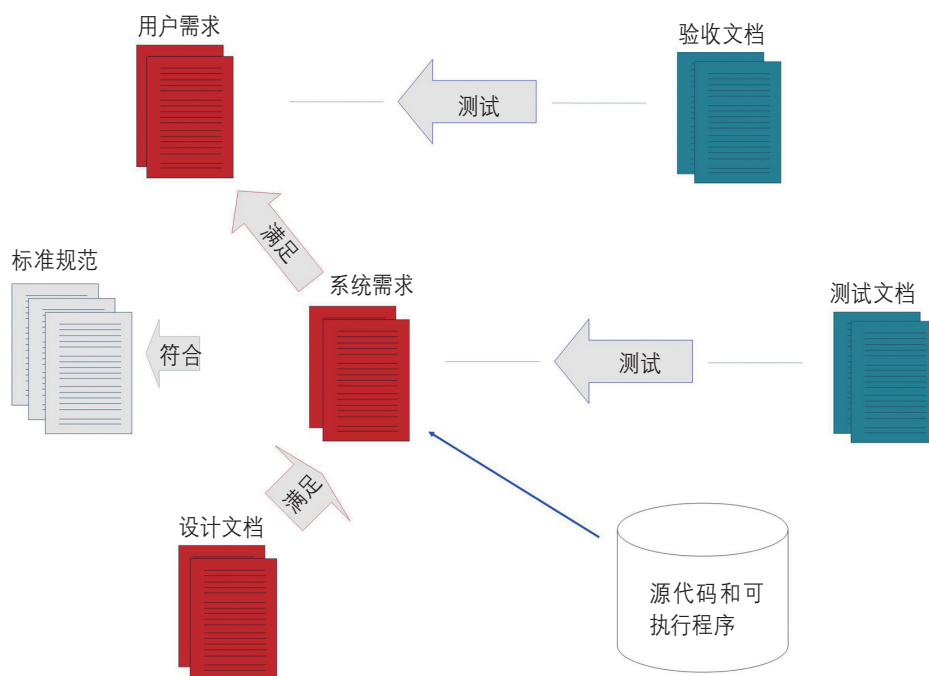 用户需求
验收文档
测试
满足
标准规范
系统需求
测试文档
符合
测试
满足
设计文档
源代码和可
执行程序